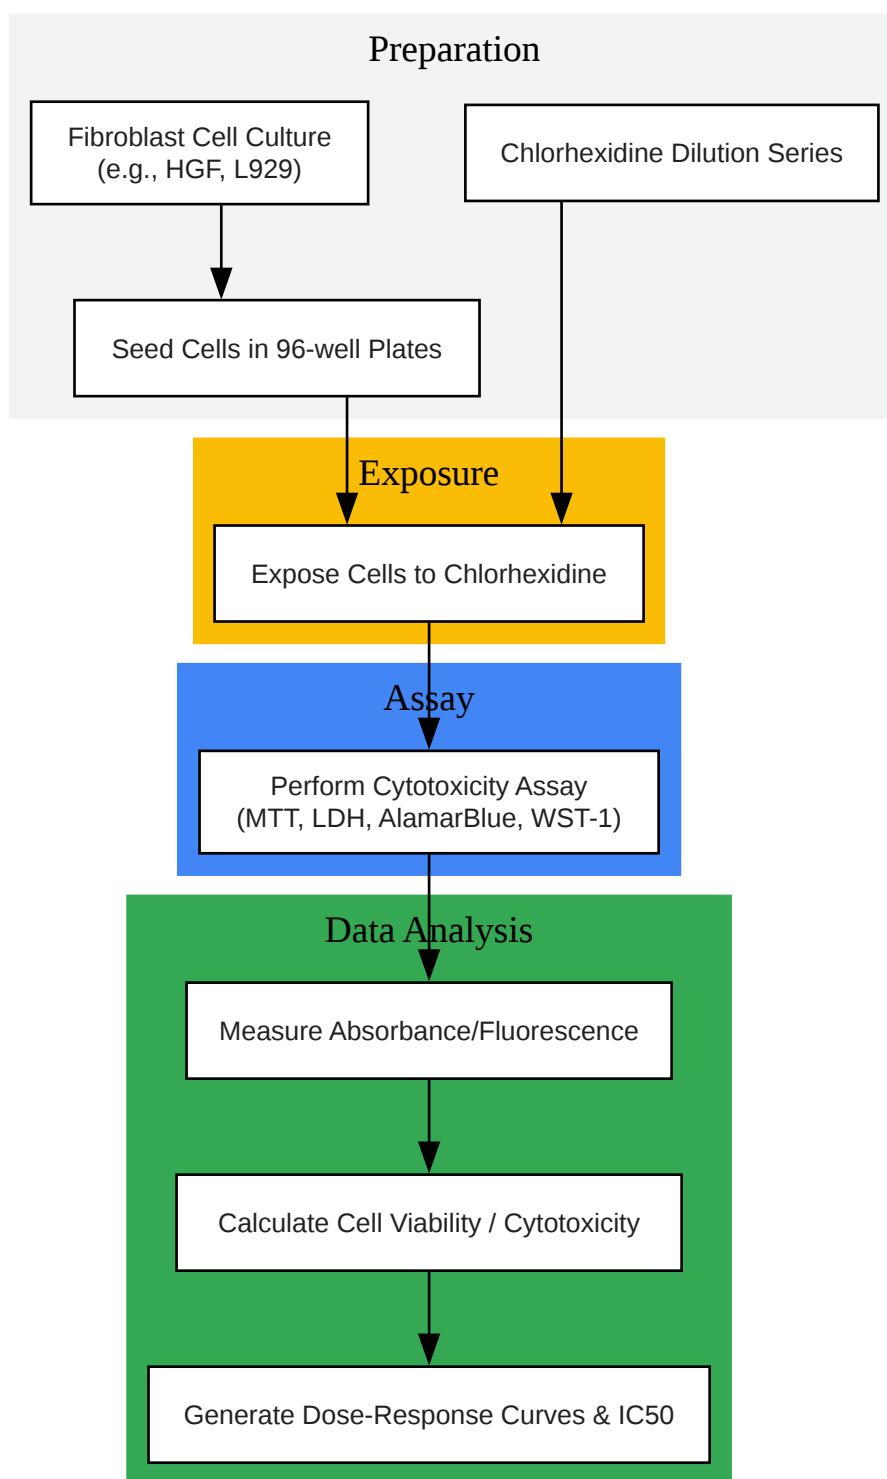 Preparation
Fibroblast Cell Culture
(e.g., HGF, L929)
Chlorhexidine Dilution Series
Seed Cells in 96-well Plates
Exposure
Expose Cells to Chlorhexidine
Assay
Perform Cytotoxicity Assay
(MTT, LDH, AlamarBlue, WST-1)
Data Analysis
Measure Absorbance/Fluorescence
Calculate Cell Viability / Cytotoxicity
Generate Dose-Response Curves & IC50